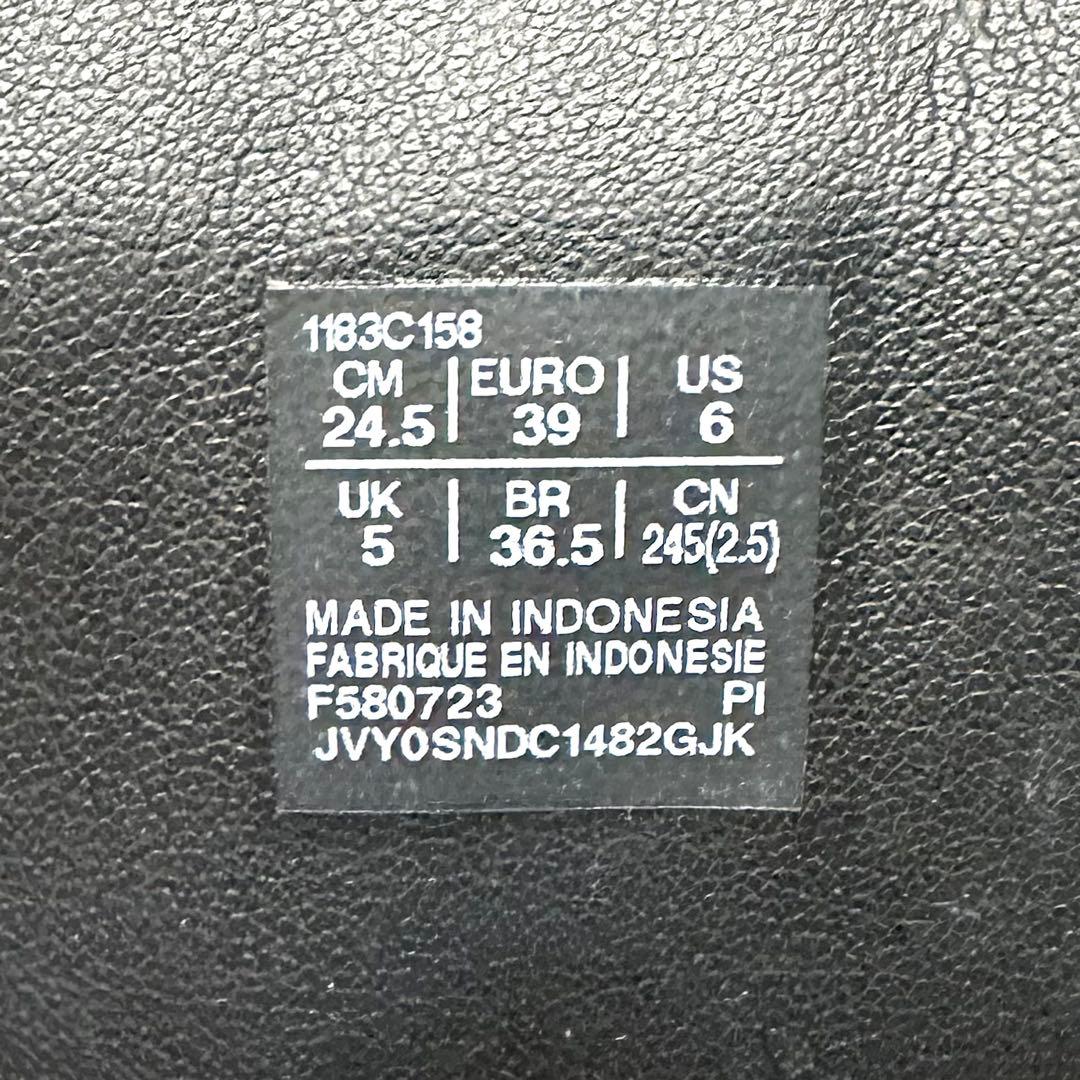 1183C158
CM | EURO | US
24.5 | 39 | 6
UK | BR | CN
5 | 36.5 | 245(2.5)
MADE IN INDONESIA
FABRIQUE EN INDONESIE
F580723 PI
JVY0SNDC1482GJK